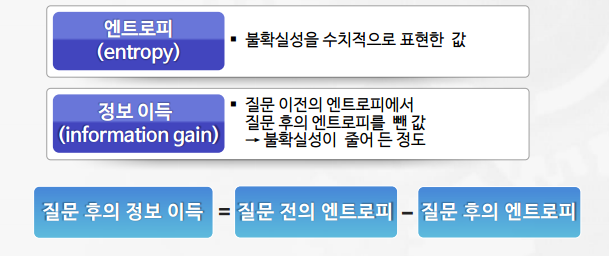 엔트로피
(entropy)
▪ 불확실성을 수치적으로 표현한 값
정보 이득
(information gain)
▪ 질문 이전의 엔트로피에서
질문 후의 엔트로피를 뺀 값
→ 불확실성이 줄어 든 정도
질문 후의 정보 이득 = 질문 전의 엔트로피 – 질문 후의 엔트로피